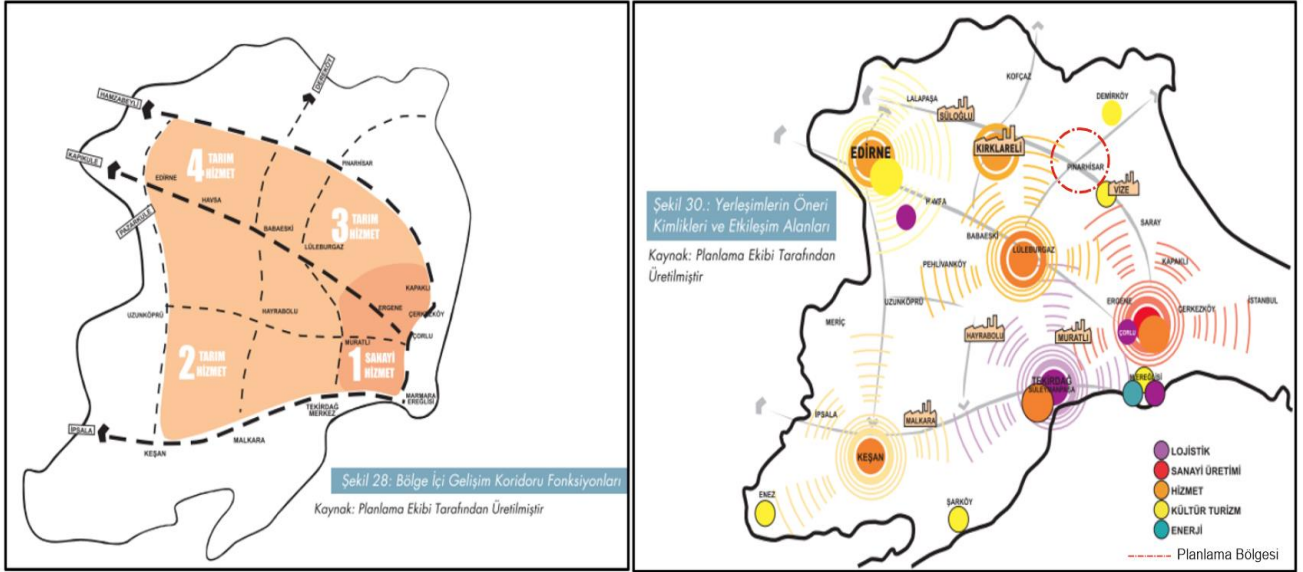 HAMZABEYLİ
DEREKÖY
KAPIKULE
4 TARIM
HİZMET
PINARHİSAR
EDİRNE
HAVSA
PAZARKULE
3 TARIM
HİZMET
BABAESKİ
LÜLEBURGAZ
KAPAKLI
ERGENE
ÇERKEZKÖY
UZUNKÖPRÜ
HAYRABOLU
ÇORLU
MURATLI
2 TARIM
HİZMET
1 SANAYİ
HİZMET
MARMARA
EREĞLİSİ
TEKİRDAĞ
MERKEZ
İPSALA
MALKARA
KEŞAN
Şekil 28: Bölge İçi Gelişim Koridoru Fonksiyonları
Kaynak: Planlama Ekibi Tarafından Üretilmiştir
KOFÇAZ
LALAPAŞA
DEMİRKÖY
SÜLOĞLU
EDİRNE
KIRKLARELİ
PINARHİSAR
VİZE
Şekil 30.: Yerleşimlerin Öneri
Kimlikleri ve Etkileşim Alanları
Kaynak: Planlama Ekibi Tarafından
Üretilmiştir
SARAY
BABAESKİ
LÜLEBURGAZ
PEHLİVANKÖY
KAPAKLI
UZUNKÖPRÜ
ERGENE
ÇERKEZKÖY
İSTANBUL
MERİÇ
HAYRABOLU
MURATLI
ÇORLU
TEKİRDAĞ
SÜLEYMANPAŞA
İPSALA
MALKARA
KEŞAN
ENEZ
ŞARKÖY
LOJİSTİK
SANAYİ ÜRETİMİ
HİZMET
KÜLTÜR TURİZM
ENERJİ
Planlama Bölgesi